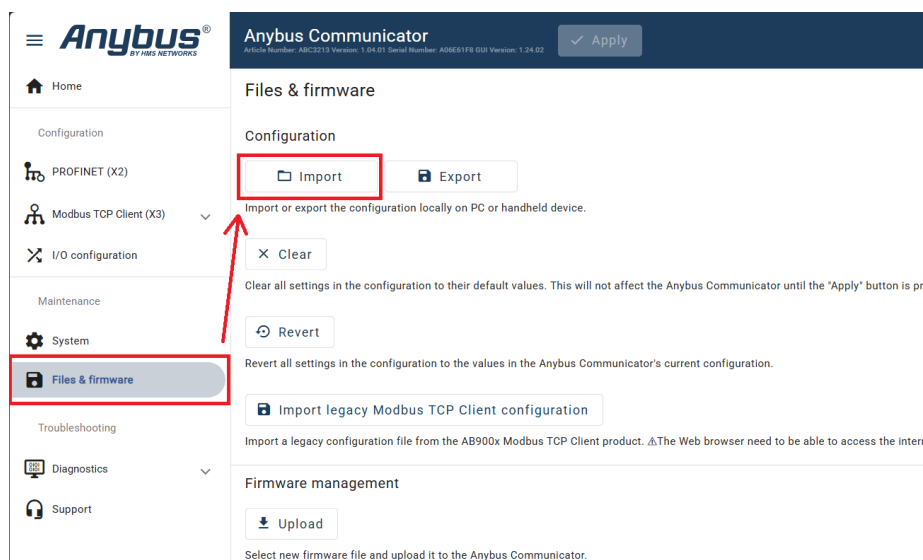 Anybus®
BY HMS NETWORKS
Home
Configuration
PROFINET (X2)
Modbus TCP Client (X3)
I/O configuration
Maintenance
System
Files & firmware
Troubleshooting
Diagnostics
Support
Anybus Communicator
Article Number: ABC3213 Version: 1.04.01 Serial Number: A06E61F8 GUI Version: 1.24.02
Apply
Files & firmware
Configuration
Import
Export
Import or export the configuration locally on PC or handheld device.
Clear
Clear all settings in the configuration to their default values. This will not affect the Anybus Communicator until the "Apply" button is pr
Revert
Revert all settings in the configuration to the values in the Anybus Communicator's current configuration.
Import legacy Modbus TCP Client configuration
Import a legacy configuration file from the AB900x Modbus TCP Client product. ⚠The Web browser need to be able to access the interr
Firmware management
Upload
Select new firmware file and upload it to the Anybus Communicator.